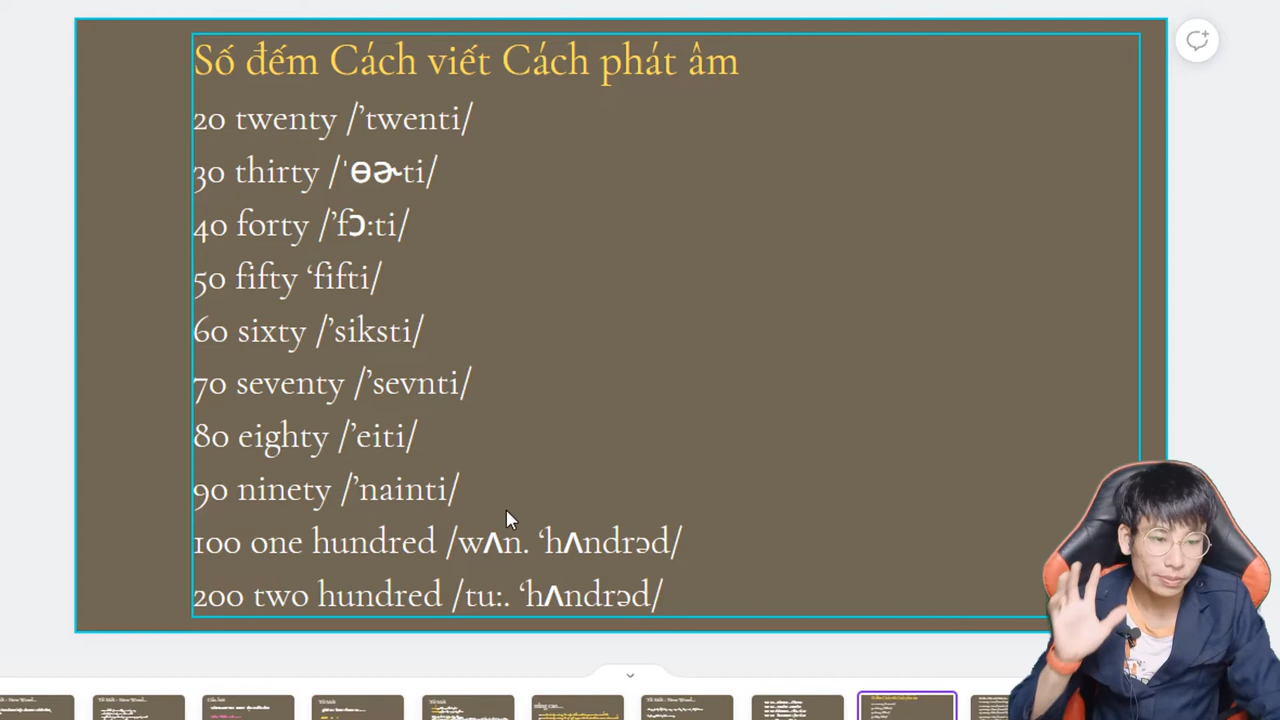 Số đếm Cách viết Cách phát âm
20 twenty /’twenti/
30 thirty /ˈɵɚti/
40 forty /’fɔ:ti/
50 fifty ‘fifti/
60 sixty /’siksti/
70 seventy /’sevnti/
80 eighty /’eiti/
90 ninety /’nainti/
100 one hundred /wʌn. ‘hʌndrəd/
200 two hundred /tu:. ‘hʌndrəd/